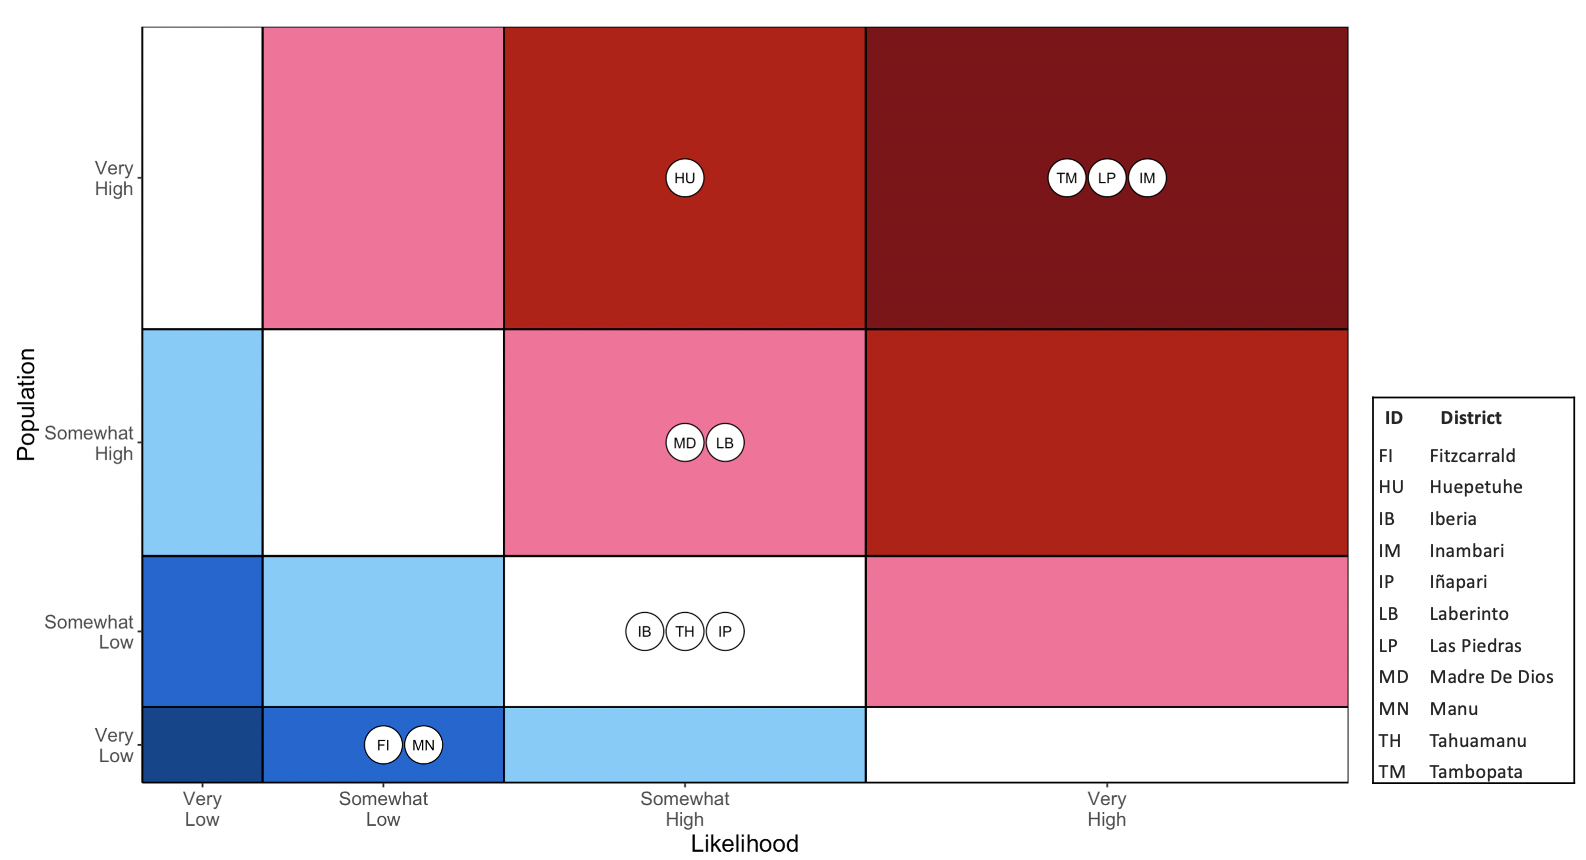 Population
Very
High
Somewhat
High
Somewhat
Low
Very
Low
HU
TM LP IM
MD LB
IB TH IP
FI MN
Very
Low
Somewhat
Low
Somewhat
High
Very
High
Likelihood
ID District
FI Fitzcarrald
HU Huepetuhe
IB Iberia
IM Inambari
IP Iñapari
LB Laberinto
LP Las Piedras
MD Madre De Dios
MN Manu
TH Tahuamanu
TM Tambopata